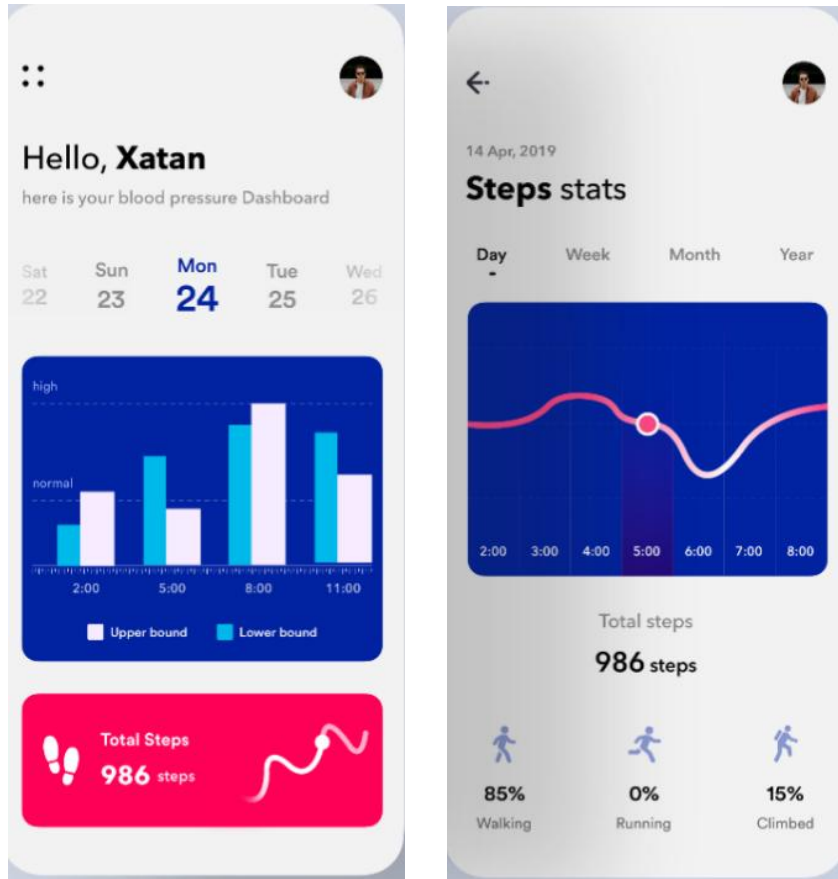 Hello, Xatan
here is your blood pressure Dashboard
Sat Sun Mon Tue Wed
22 23 24 25 26
high
normal
2:00 5:00 8:00 11:00
Upper bound Lower bound
Total Steps
986 steps
14 Apr, 2019
Steps stats
Day Week Month Year
2:00 3:00 4:00 5:00 6:00 7:00 8:00
Total steps
986 steps
85% 0% 15%
Walking Running Climbed